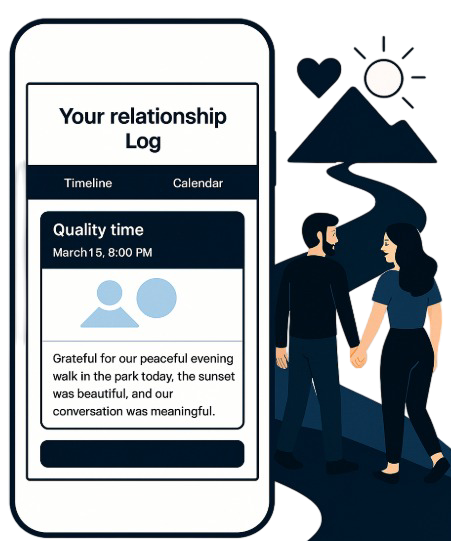 Your relationship
Log
Timeline
Calendar
Quality time
March15, 8:00 PM
Grateful for our peaceful evening
walk in the park today, the sunset
was beautiful, and our
conversation was meaningful.